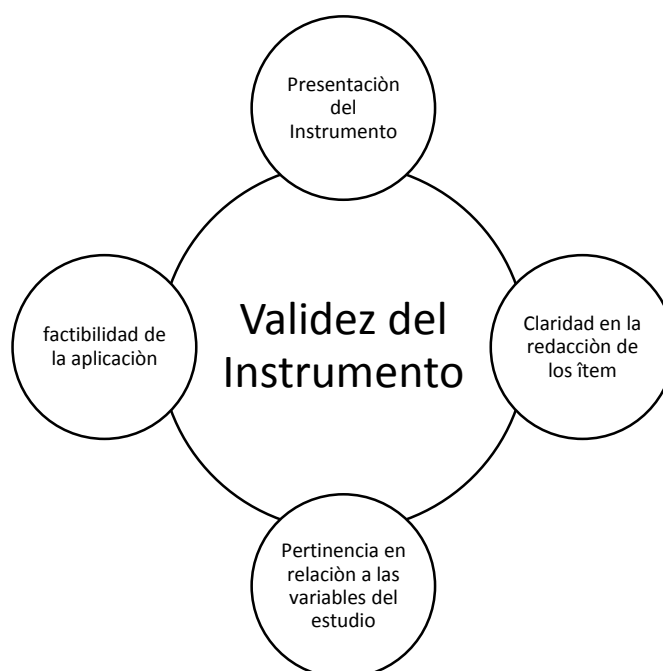 Presentaciòn
del
Instrumento
Validez del
Instrumento
factibilidad de
la aplicaciòn
Claridad en la
redacciòn de
los îtem
Pertinencia en
relaciòn a las
variables del
estudio